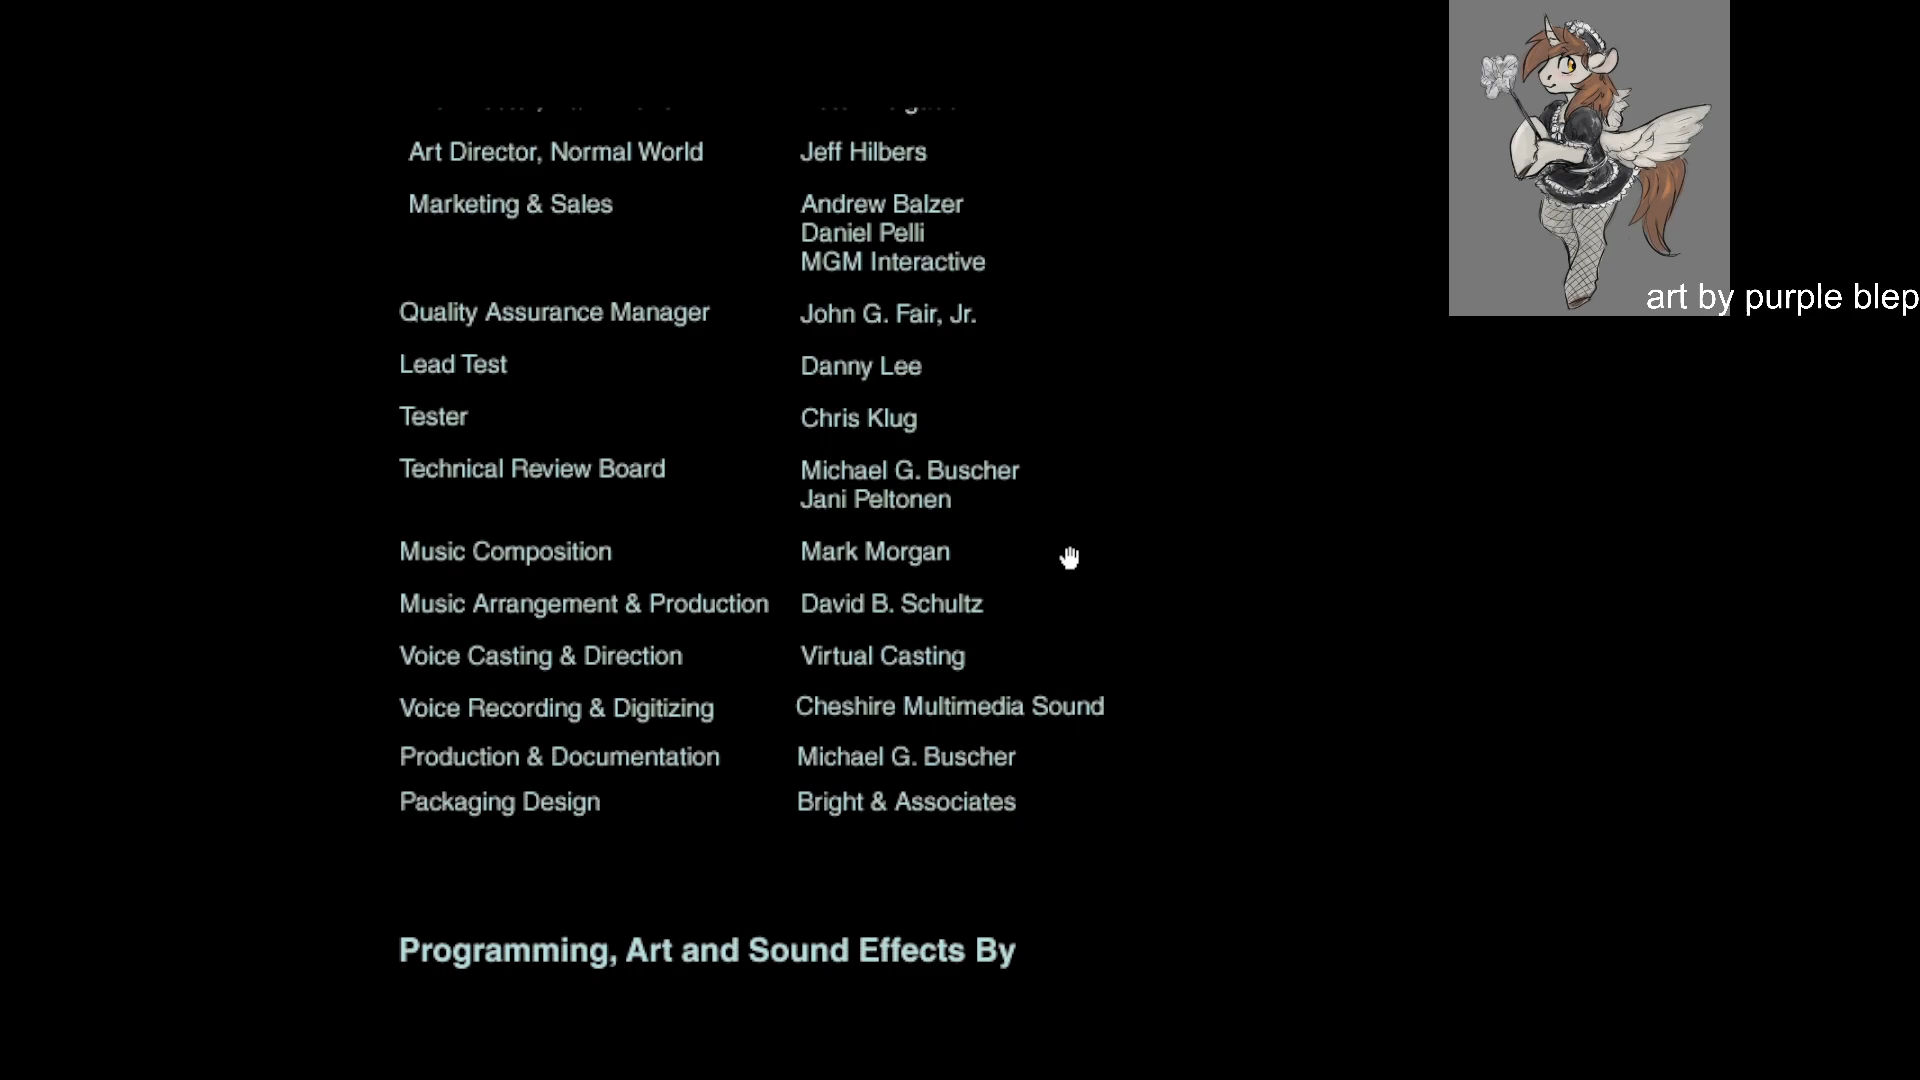 Art Director, Normal World Jeff Hilbers
Marketing & Sales Andrew Balzer
Daniel Pelli
MGM Interactive
Quality Assurance Manager John G. Fair, Jr.
Lead Test Danny Lee
Tester Chris Klug
Technical Review Board Michael G. Buscher
Jani Peltonen
Music Composition Mark Morgan
Music Arrangement & Production David B. Schultz
Voice Casting & Direction Virtual Casting
Voice Recording & Digitizing Cheshire Multimedia Sound
Production & Documentation Michael G. Buscher
Packaging Design Bright & Associates
Programming, Art and Sound Effects By
art by purple blep